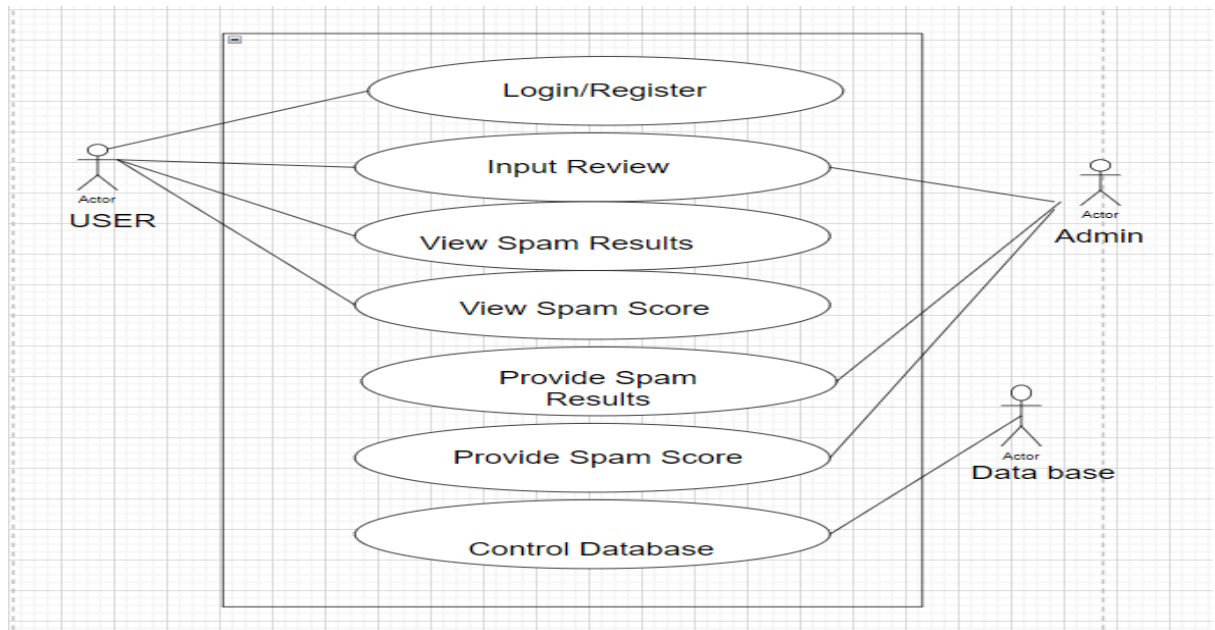 Login/Register
Input Review
View Spam Results
View Spam Score
Provide Spam
Results
Provide Spam Score
Control Database
Actor
USER
Actor
Admin
Actor
Data base